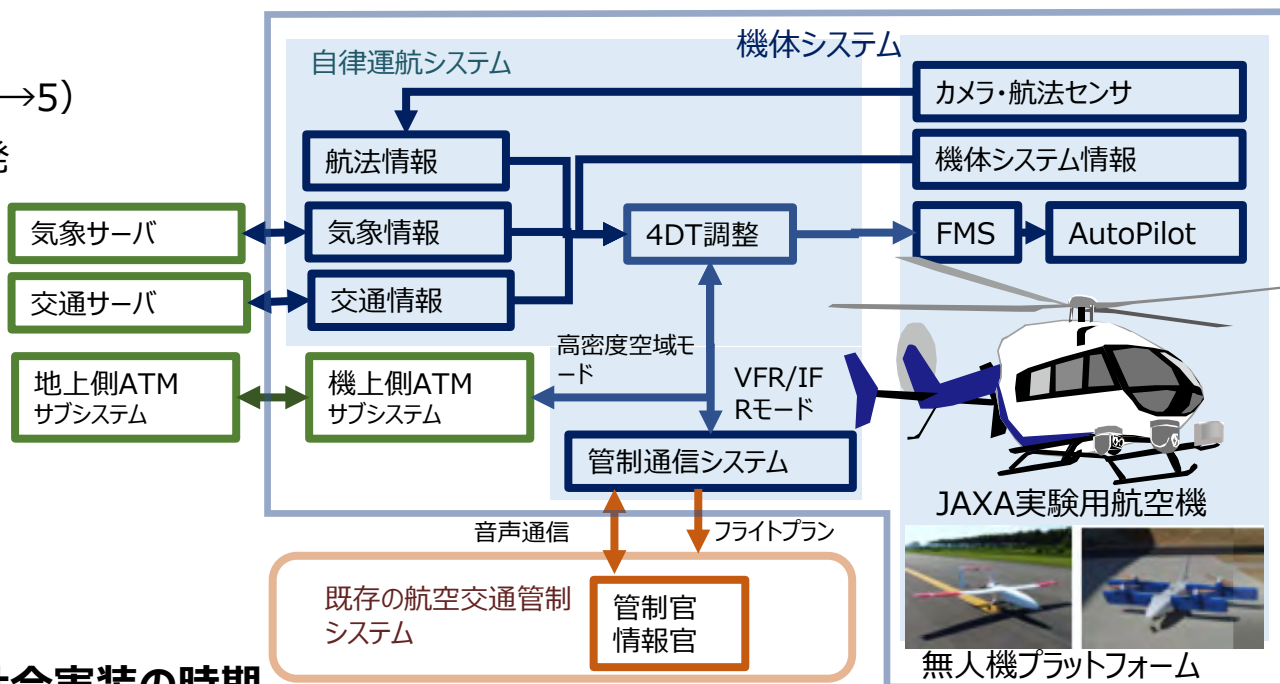 →5）
発
機体システム
自律運航システム
カメラ・航法センサ
航法情報
機体システム情報
気象サーバ
気象情報
4DT調整
FMS
AutoPilot
交通サーバ
交通情報
高密度空域モ
ード
VFR/IF
Rモード
地上側ATM
サブシステム
機上側ATM
サブシステム
管制通信システム
JAXA実験用航空機
音声通信
フライトプラン
既存の航空交通管制
システム
管制官
情報官
無人機プラットフォーム
社会実装の時期